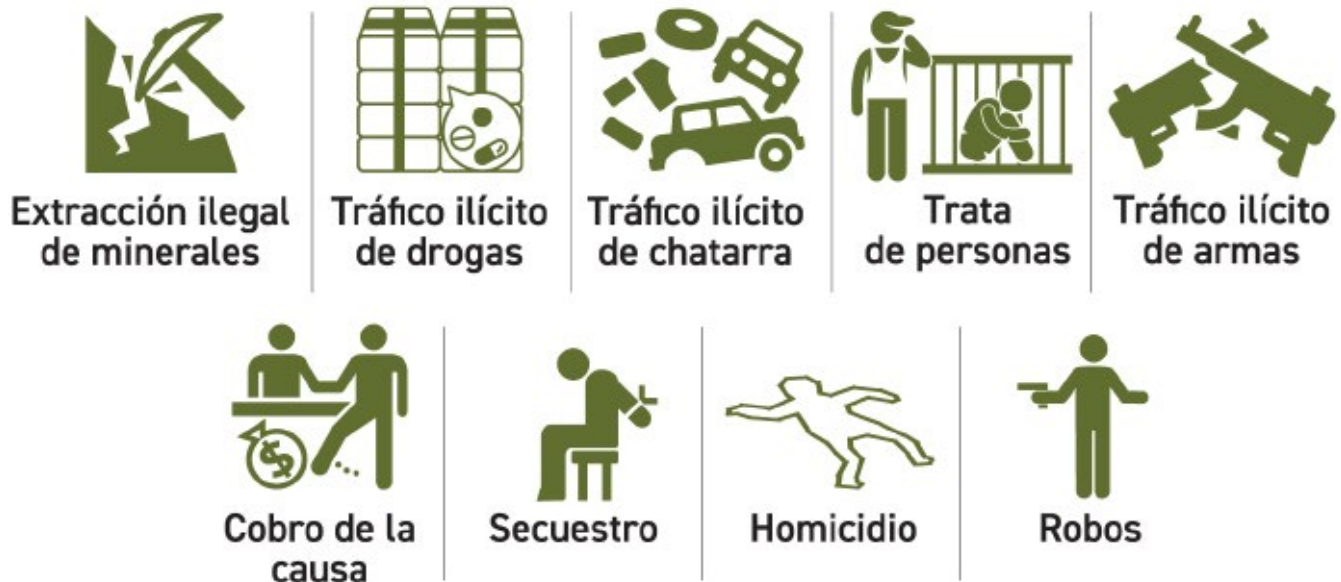 Extracción ilegal
de minerales
Tráfico ilícito
de drogas
Tráfico ilícito
de chatarra
Trata
de personas
Tráfico ilícito
de armas
$
Cobro de la
causa
Secuestro
Homicidio
Robos